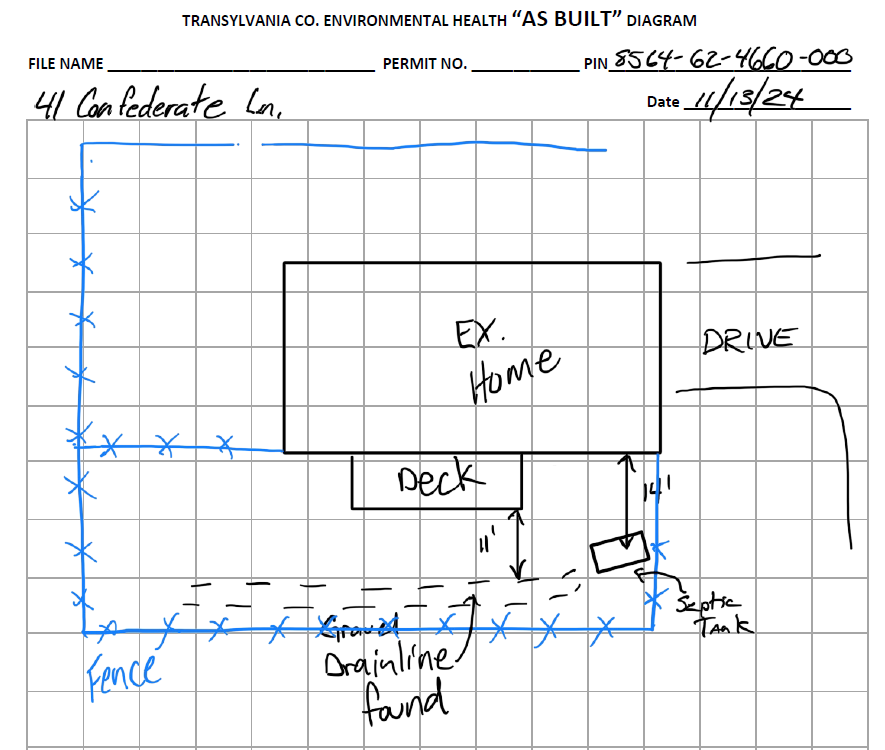 TRANSYLVANIA CO. ENVIRONMENTAL HEALTH “AS BUILT” DIAGRAM
FILE NAME PERMIT NO. PIN 8564-62-4660-000
41 Confederate Ln. Date 11/13/24
EX.
Home
DRIVE
Deck
14'
11'
Septic
Tank
Gravel
Drainline
found
Fence